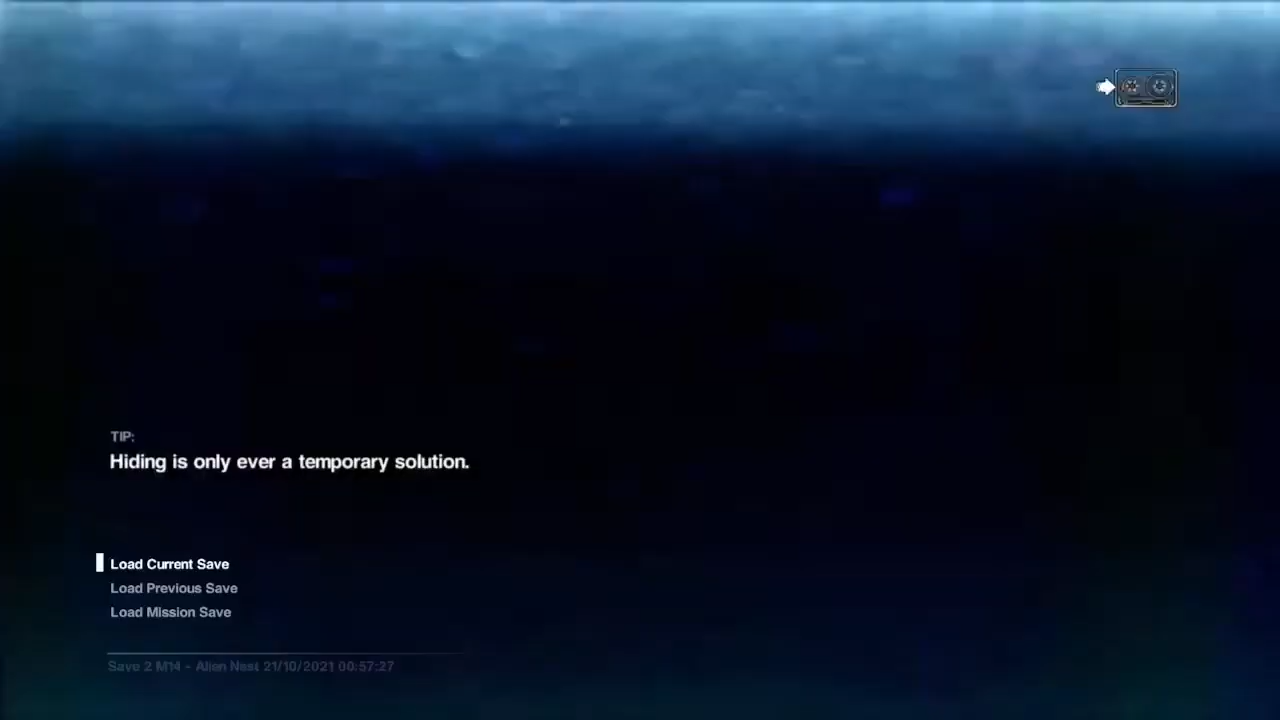 TIP:
Hiding is only ever a temporary solution.
Load Current Save
Load Previous Save
Load Mission Save
Save 2 M14 - Alien Nest 21/10/2021 00:57:27